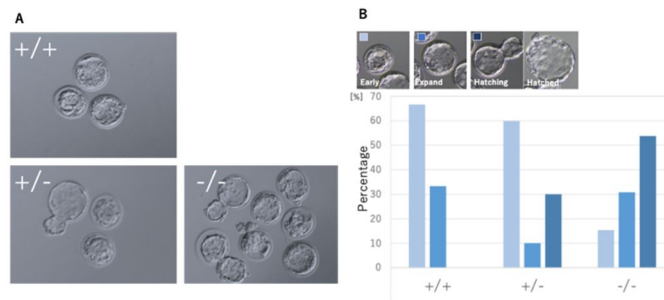 A
+/+
+/-
-/-
B
Early
Expand
Hatching
Hatched
[%]
Percentage
70
60
50
40
30
20
10
0
+/+
+/-
-/-